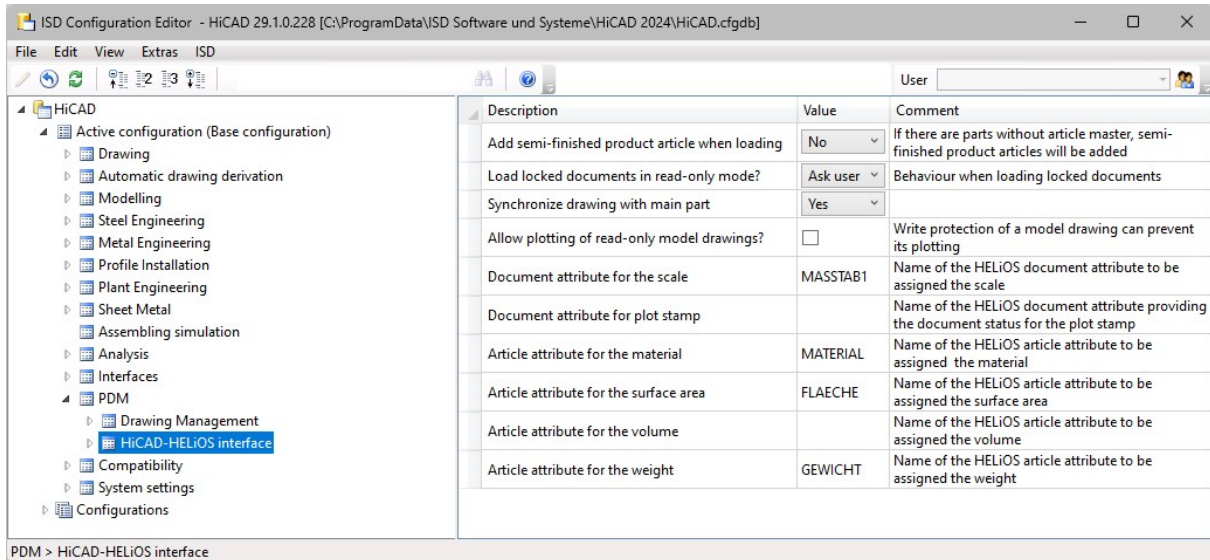 ISD Configuration Editor - HiCAD 29.1.0.228 [C:\ProgramData\ISD Software und Systeme\HiCAD 2024\HiCAD.cfgdb]
File Edit View Extras ISD
User
HiCAD
Active configuration (Base configuration)
Drawing
Automatic drawing derivation
Modelling
Steel Engineering
Metal Engineering
Profile Installation
Plant Engineering
Sheet Metal
Assembling simulation
Analysis
Interfaces
PDM
Drawing Management
HiCAD-HELiOS interface
Compatibility
System settings
Configurations
Description Value Comment
Add semi-finished product article when loading No If there are parts without article master, semi-
finished product articles will be added
Load locked documents in read-only mode? Ask user Behaviour when loading locked documents
Synchronize drawing with main part Yes
Allow plotting of read-only model drawings? Write protection of a model drawing can prevent
its plotting
Document attribute for the scale MASSTAB1 Name of the HELiOS document attribute to be
assigned the scale
Document attribute for plot stamp Name of the HELiOS document attribute providing
the document status for the plot stamp
Article attribute for the material MATERIAL Name of the HELiOS article attribute to be
assigned the material
Article attribute for the surface area FLAECHE Name of the HELiOS article attribute to be
assigned the surface area
Article attribute for the volume Name of the HELiOS article attribute to be
assigned the volume
Article attribute for the weight GEWICHT Name of the HELiOS article attribute to be
assigned the weight
PDM > HiCAD-HELiOS interface